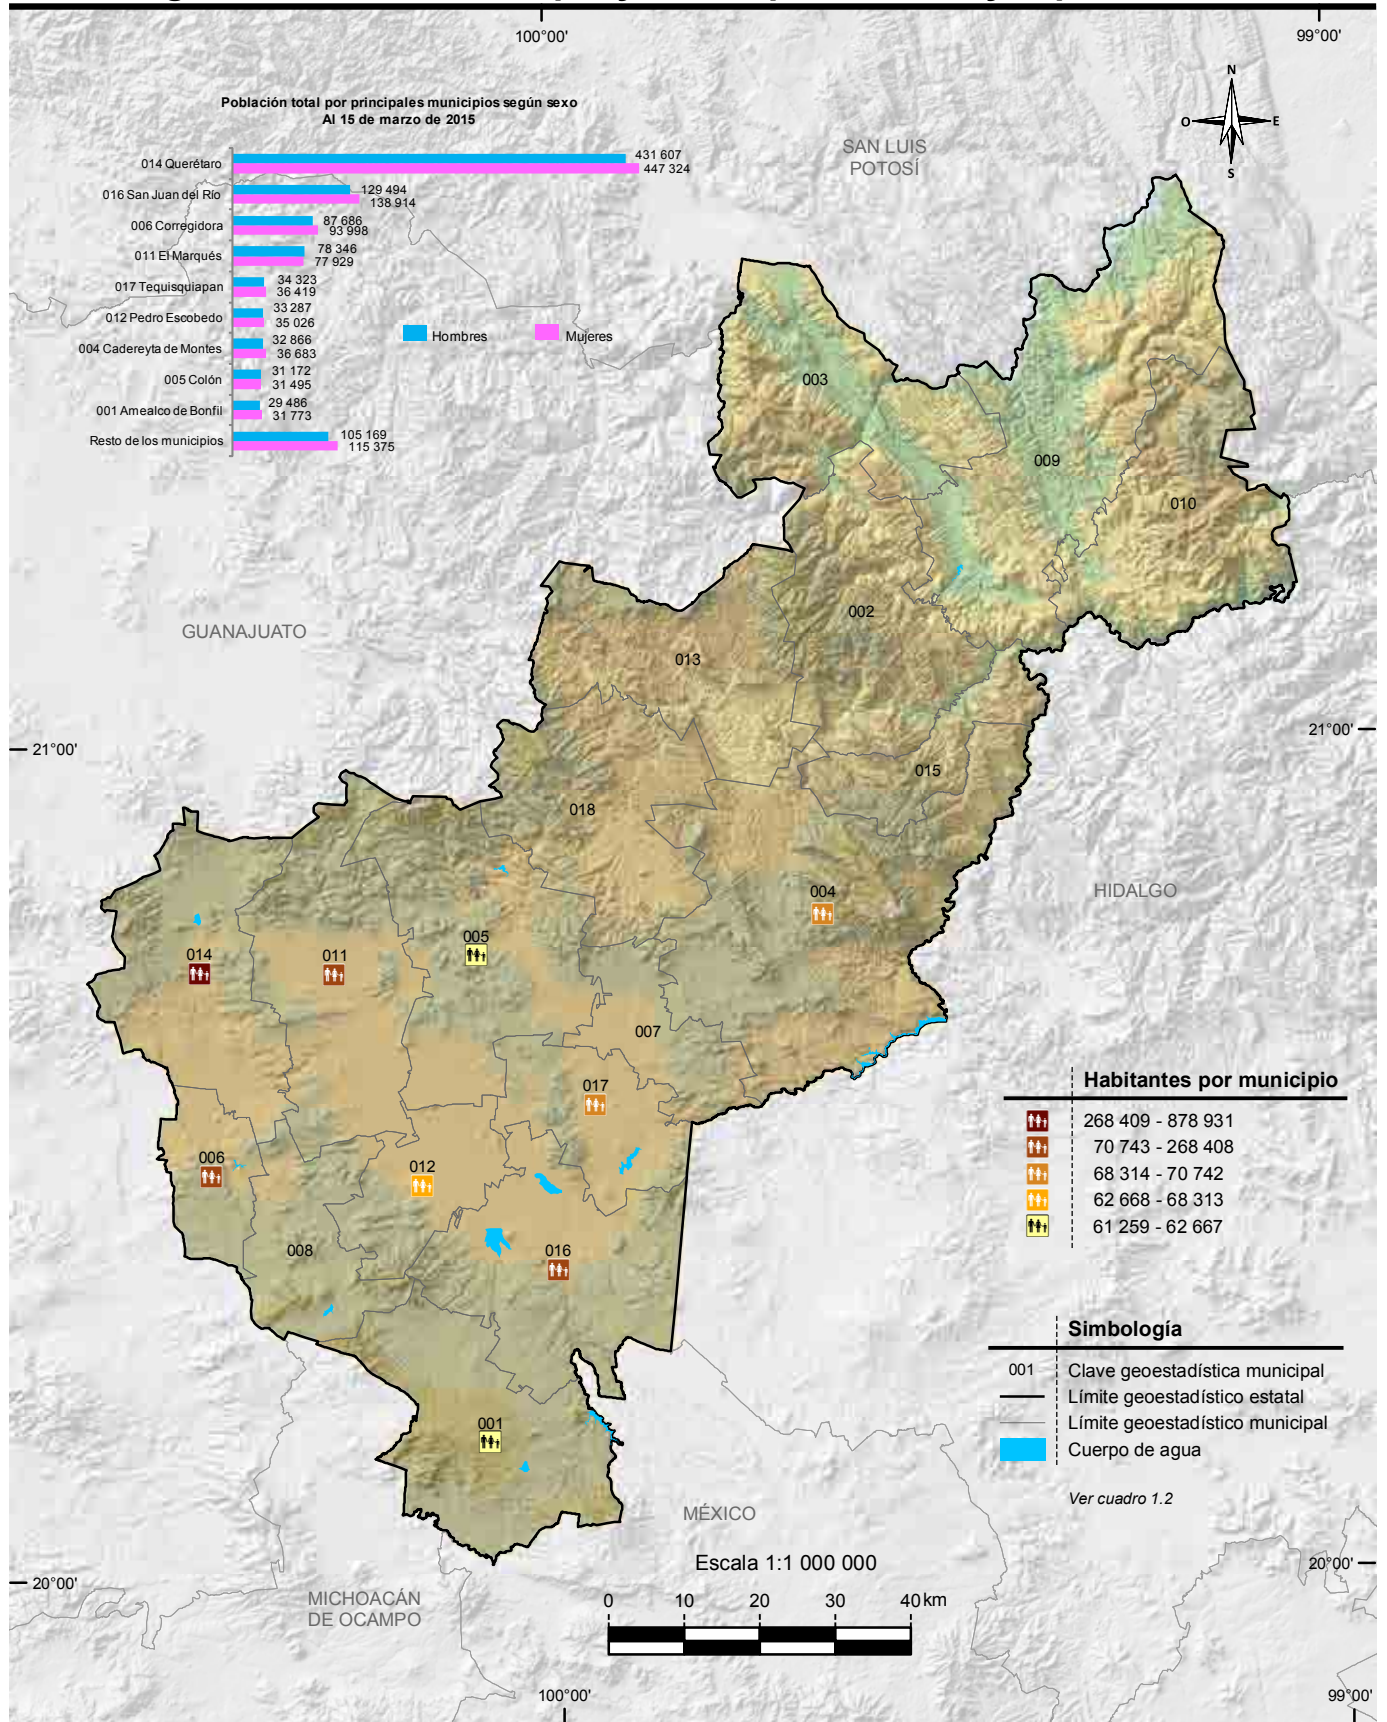 100°00'
99°00'
Población total por principales municipios según sexo
Al 15 de marzo de 2015
014 Querétaro
431 607
447 324
016 San Juan del Río
129 494
138 914
006 Corregidora
87 686
93 998
011 El Marqués
78 346
77 929
017 Tequisquiapan
34 323
36 419
012 Pedro Escobedo
33 287
35 026
004 Cadereyta de Montes
32 866
36 683
005 Colón
31 172
31 495
001 Amealco de Bonfil
29 486
31 773
Resto de los municipios
105 169
115 375
Hombres
Mujeres
N
O
E
S
SAN LUIS
POTOSÍ
003
009
010
002
GUANAJUATO
013
21°00'
21°00'
015
018
004
HIDALGO
005
014
011
007
017
006
012
008
016
001
Habitantes por municipio
268 409 - 878 931
70 743 - 268 408
68 314 - 70 742
62 668 - 68 313
61 259 - 62 667
Simbología
001 Clave geoestadística municipal
Límite geoestadístico estatal
Límite geoestadístico municipal
Cuerpo de agua
Ver cuadro 1.2
MÉXICO
Escala 1:1 000 000
0 10 20 30 40 km
20°00'
20°00'
MICHOACÁN
DE OCAMPO
100°00'
99°00'